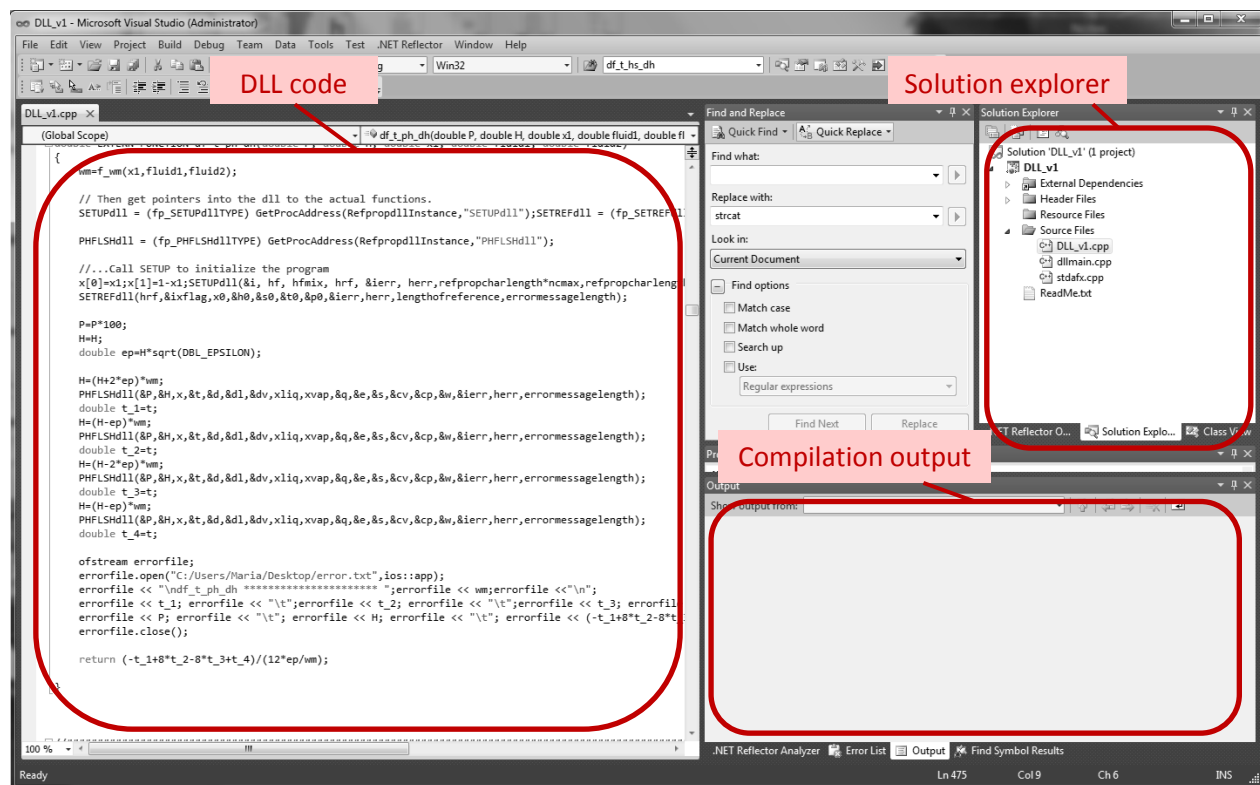 DLL_v1 - Microsoft Visual Studio (Administrator)
File Edit View Project Build Debug Team Data Tools Test .NET Reflector Window Help
Win32 df_t_hs_dh
DLL code
Solution explorer
DLL_v1.cpp
(Global Scope)
df_t_ph_dh(double P, double H, double x1, double fluid1, double fl
{
wm=f_wm(x1,fluid1,fluid2);
// Then get pointers into the dll to the actual functions.
SETUPdll = (fp_SETUPdllTYPE) GetProcAddress(RefpropdllInstance,"SETUPdll");SETREFdll = (fp_SETREF
PHFLSHdll = (fp_PHFLSHdllTYPE) GetProcAddress(RefpropdllInstance,"PHFLSHdll");
//...Call SETUP to initialize the program
x[0]=x1;x[1]=1-x1;SETUPdll(&i, hf, hfmix, hrf, &ierr, herr,refpropcharlength*ncmax,refpropcharleng
SETREFdll(hrf,&ixflag,x0,&h0,&s0,&t0,&p0,&ierr,herr,lengthofreference,errormessagelength);
P=P*100;
H=H;
double ep=H*sqrt(DBL_EPSILON);
H=(H+2*ep)*wm;
PHFLSHdll(&P,&H,x,&t,&d,&dl,&dv,xliq,xvap,&q,&e,&s,&cv,&cp,&w,&ierr,herr,errormessagelength);
double t_1=t;
H=(H-ep)*wm;
PHFLSHdll(&P,&H,x,&t,&d,&dl,&dv,xliq,xvap,&q,&e,&s,&cv,&cp,&w,&ierr,herr,errormessagelength);
double t_2=t;
H=(H-2*ep)*wm;
PHFLSHdll(&P,&H,x,&t,&d,&dl,&dv,xliq,xvap,&q,&e,&s,&cv,&cp,&w,&ierr,herr,errormessagelength);
double t_3=t;
H=(H-ep)*wm;
PHFLSHdll(&P,&H,x,&t,&d,&dl,&dv,xliq,xvap,&q,&e,&s,&cv,&cp,&w,&ierr,herr,errormessagelength);
double t_4=t;
ofstream errorfile;
errorfile.open("C:/Users/Maria/Desktop/error.txt",ios::app);
errorfile << "\ndf_t_ph_dh ********************** ";errorfile << wm;errorfile <<"\n";
errorfile << t_1; errorfile << "\t";errorfile << t_2; errorfile << "\t";errorfile << t_3; errorfil
errorfile << P; errorfile << "\t"; errorfile << H; errorfile << "\t"; errorfile << (-t_1+8*t_2-8*t_
errorfile.close();
return (-t_1+8*t_2-8*t_3+t_4)/(12*ep/wm);
}
100 %
Find and Replace
Quick Find Quick Replace
Find what:
Replace with:
strcat
Look in:
Current Document
Find options
Match case
Match whole word
Search up
Use:
Regular expressions
Find Next Replace
Solution Explorer
Solution 'DLL_v1' (1 project)
DLL_v1
External Dependencies
Header Files
Resource Files
Source Files
DLL_v1.cpp
dllmain.cpp
stdafx.cpp
ReadMe.txt
Reflector O... Solution Explo... Class View
Compilation output
Output
Show output from:
.NET Reflector Analyzer Error List Output Find Symbol Results
Ready Ln 475 Col 9 Ch 6 INS